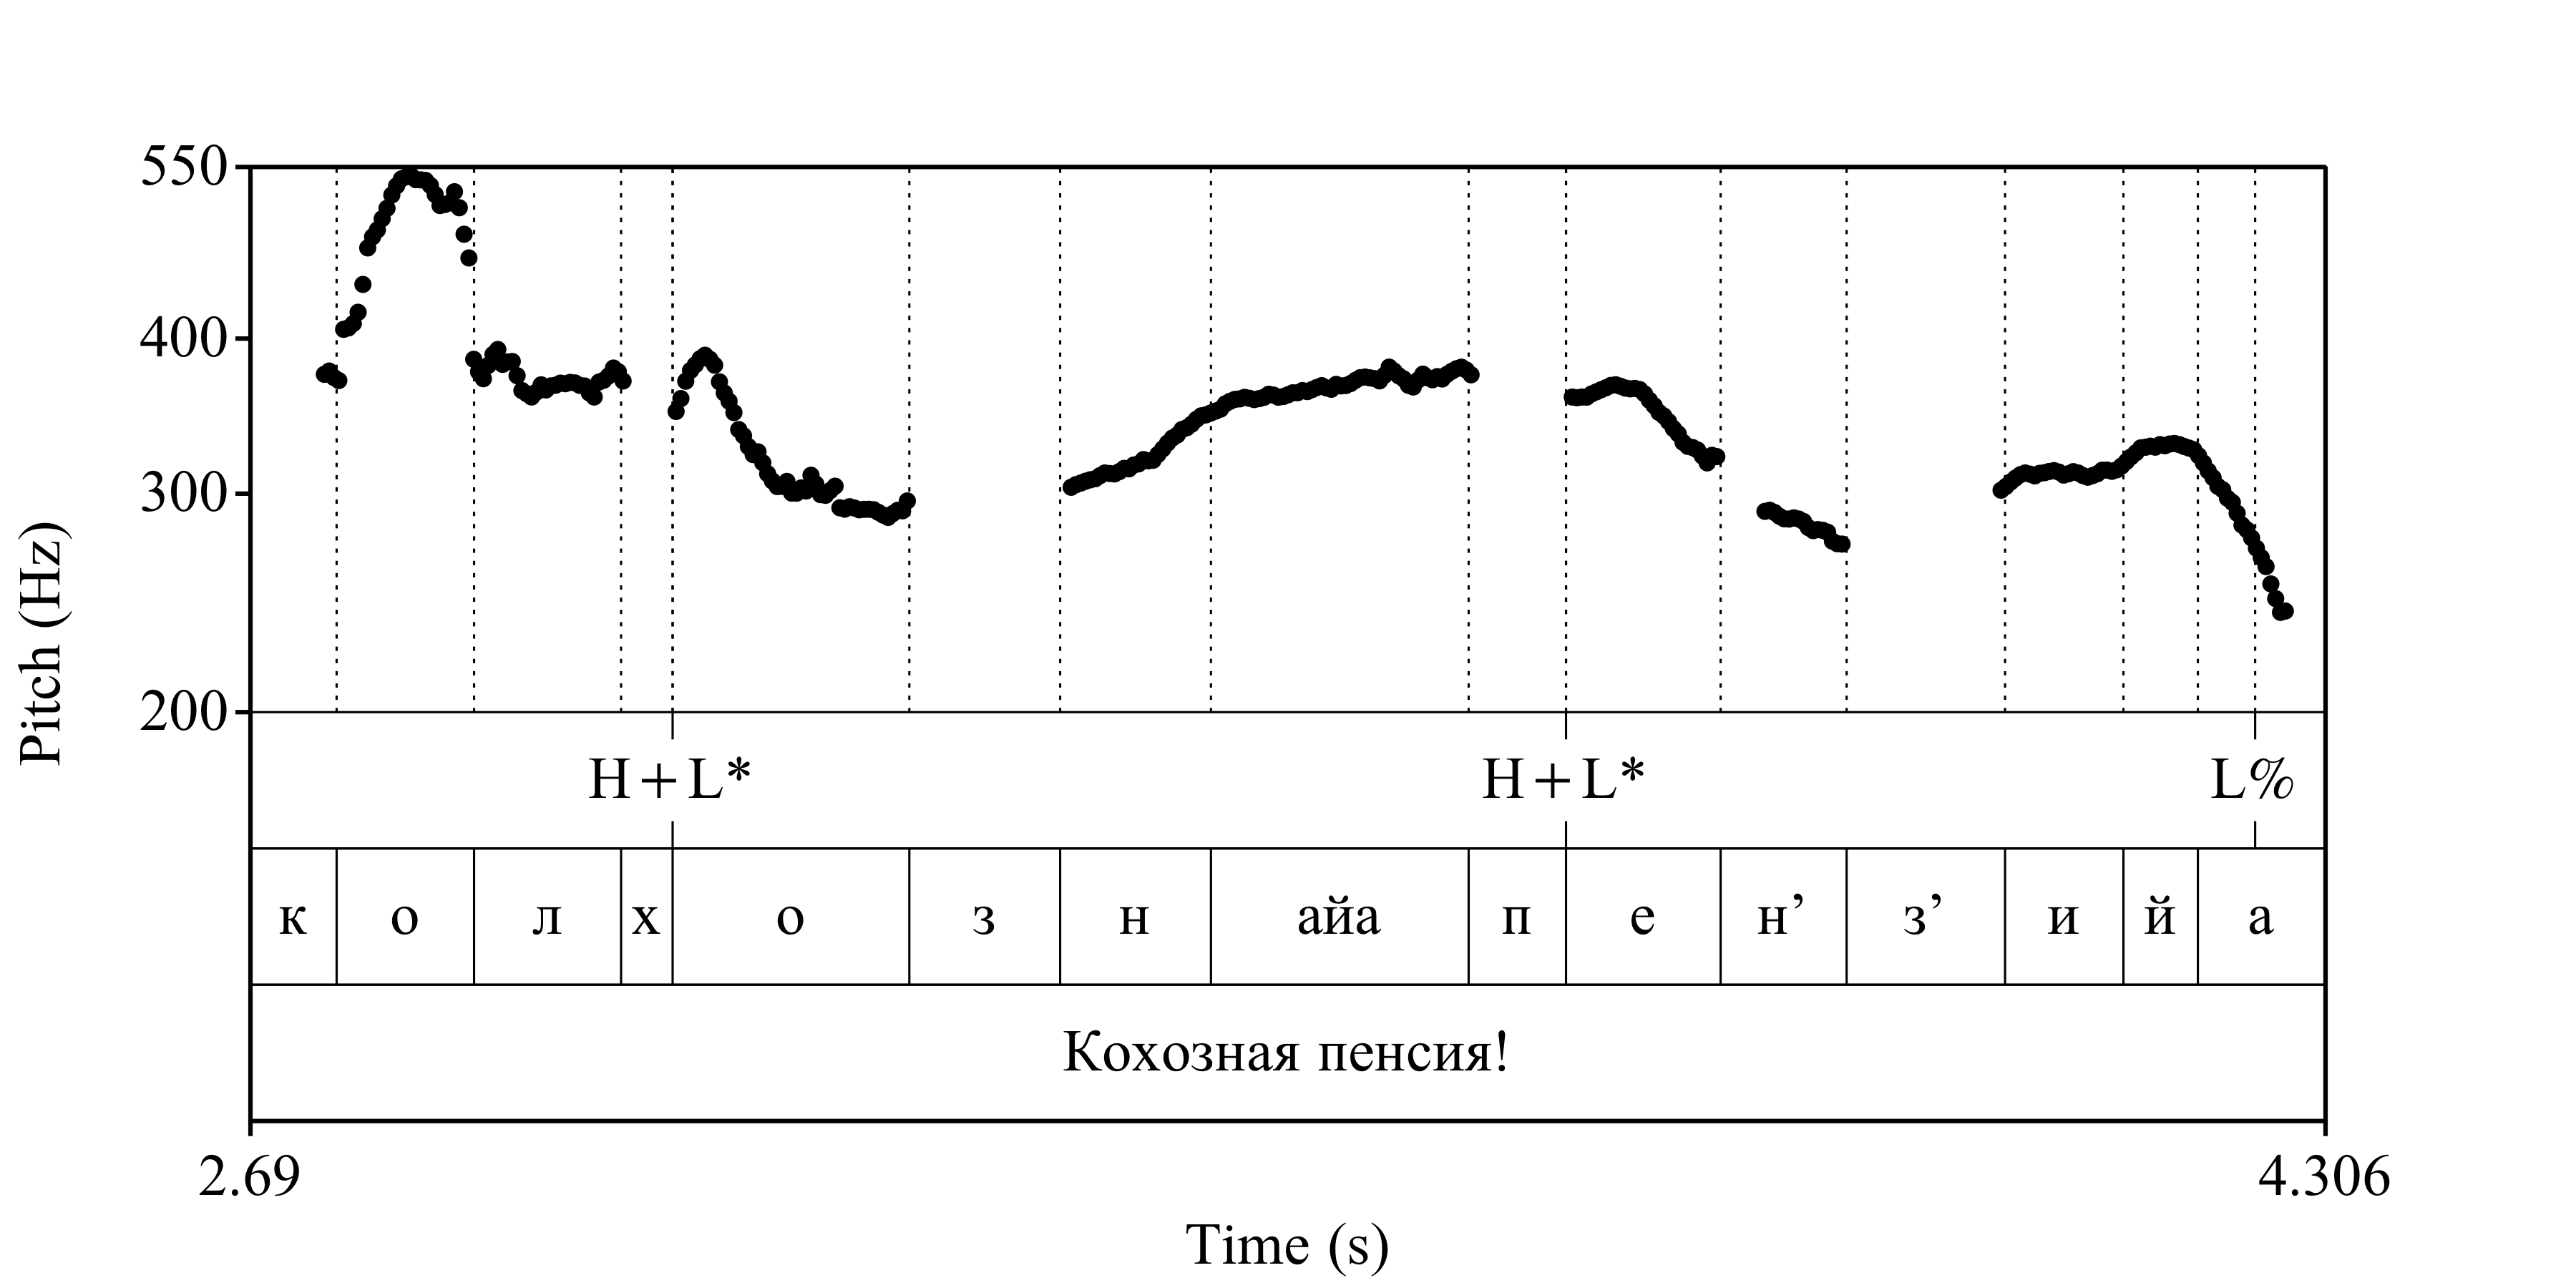 550
400
300
200
Pitch (Hz)
H+L* H+L* L%
к о л х о з н айа п е н’ з’ и й а
Кохозная пенсия!
2.69 4.306
Time (s)